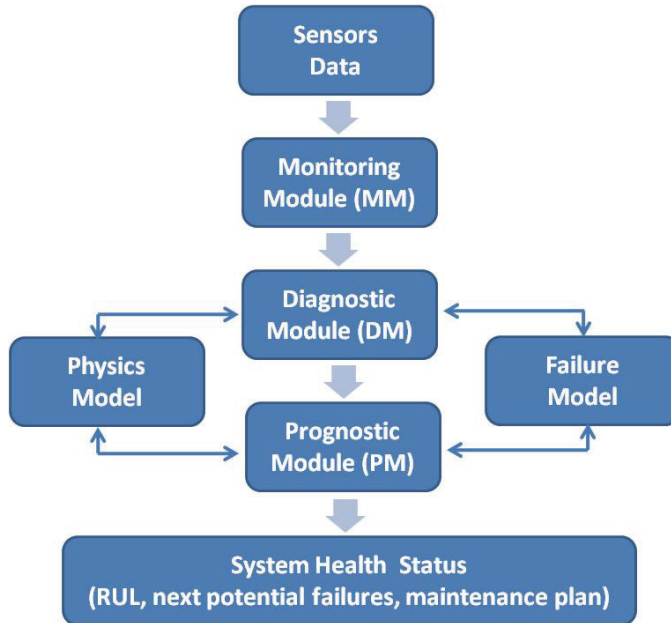 Sensors
Data
Monitoring
Module (MM)
Diagnostic
Module (DM)
Physics
Model
Failure
Model
Prognostic
Module (PM)
System Health Status
(RUL, next potential failures, maintenance plan)